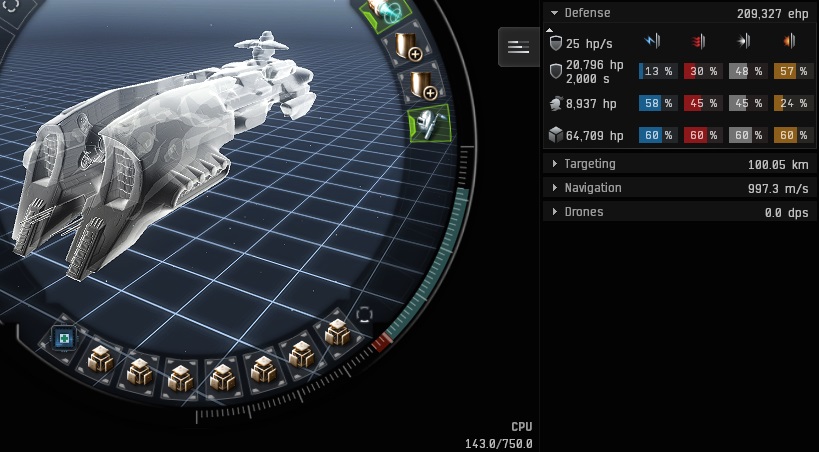 Defense 209,327 ehp
25 hp/s
20,796 hp
2,000 s
13 % 30 % 48 % 57 %
8,937 hp 58 % 45 % 45 % 24 %
64,709 hp 60 % 60 % 60 % 60 %
Targeting 100.05 km
Navigation 997.3 m/s
Drones 0.0 dps
CPU
143.0/750.0